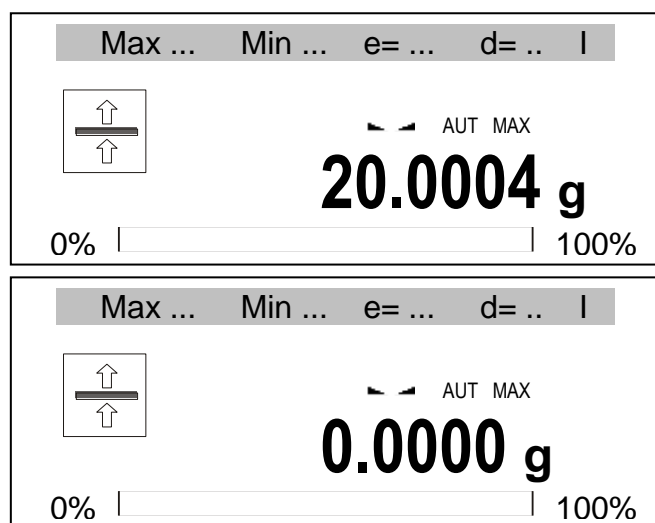 Max ... Min ... e= ... d= .. I
AUT MAX
20.0004 g
0% 100%
Max ... Min ... e= ... d= .. I
AUT MAX
0.0000 g
0% 100%